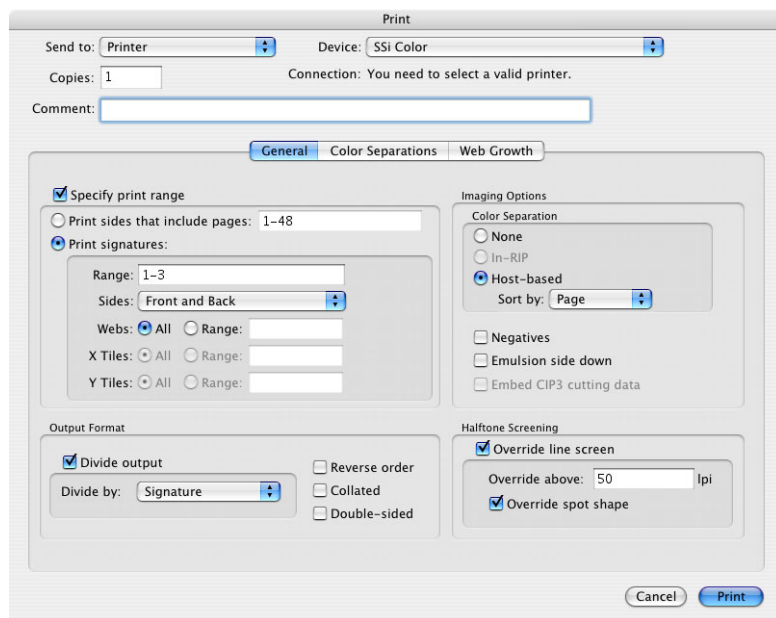 Print
Send to: Printer
Device: SSi Color
Copies: 1
Connection: You need to select a valid printer.
Comment:
General
Color Separations
Web Growth
Specify print range
Print sides that include pages: 1-48
Print signatures:
Range: 1-3
Sides: Front and Back
Webs: All Range:
X Tiles: All Range:
Y Tiles: All Range:
Imaging Options
Color Separation
None
In-RIP
Host-based
Sort by: Page
Negatives
Emulsion side down
Embed CIP3 cutting data
Output Format
Divide output
Divide by: Signature
Reverse order
Collated
Double-sided
Halftone Screening
Override line screen
Override above: 50 lpi
Override spot shape
Cancel
Print